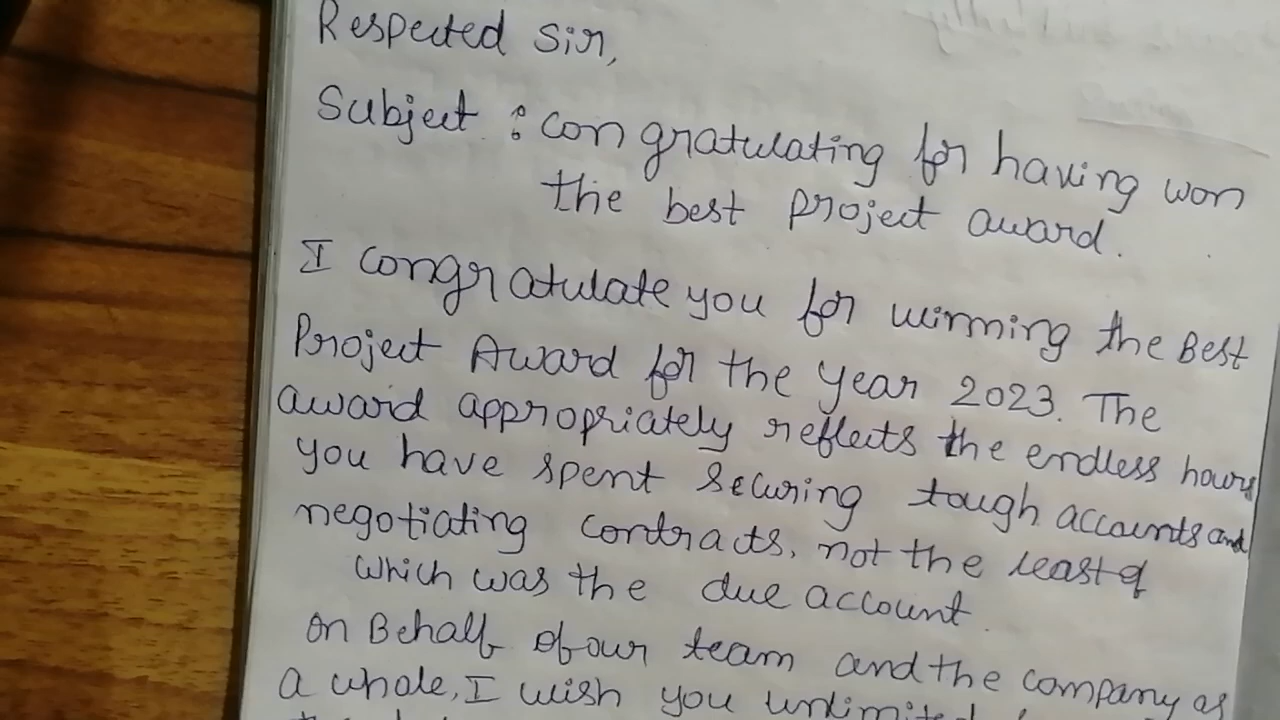 Respected Sir,
Subject : congratulating for having won
the best project award.
I congratulate you for winning the Best
Project Award for the year 2023. The
award appropriately reflects the endless hours
you have spent securing tough accounts and
negotiating contracts, not the least of
which was the due account.
On Behalf of our team and the company as
a whole, I wish you unlimited